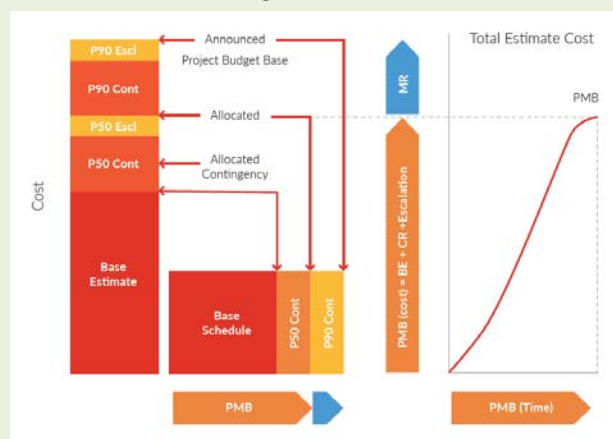 P90 Escl
P90 Cont
P50 Escl
P50 Cont
Base
Estimate
Cost
Announced
Project Budget Base
Allocated
Allocated
Contingency
Base
Schedule
P50 Cont
P90 Cont
PMB
MR
PMB (cost) = BE + CR +Escalation
Total Estimate Cost
PMB
PMB (Time)